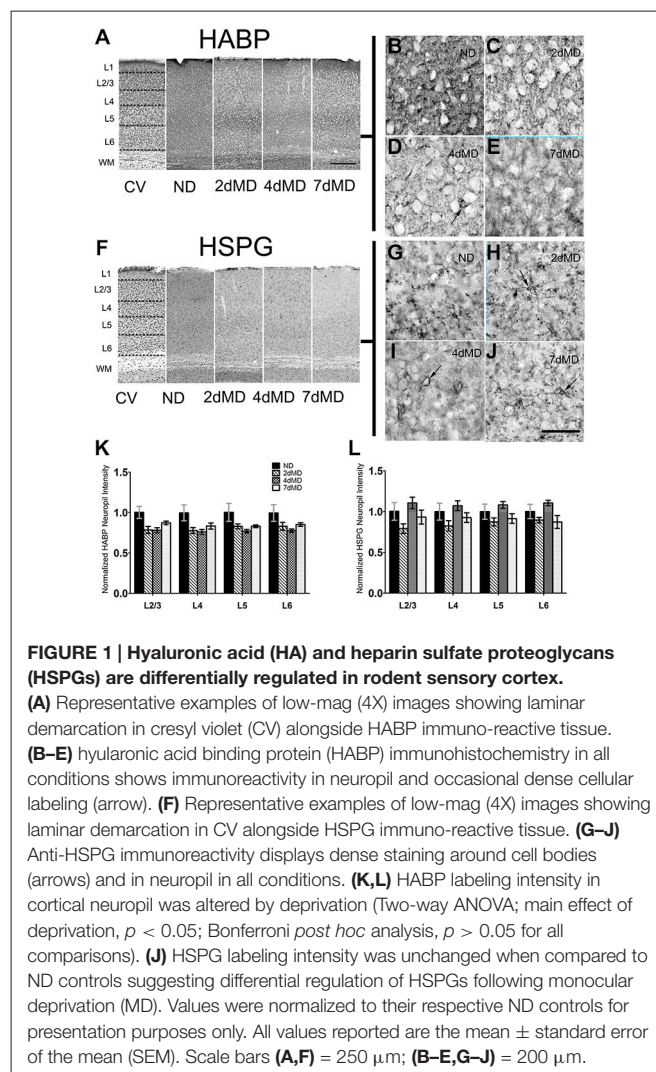 A
HABP
L1
L2/3
L4
L5
L6
WM
CV ND 2dMD 4dMD 7dMD
B ND
C 2dMD
D 4dMD
E 7dMD
F
HSPG
L1
L2/3
L4
L5
L6
WM
CV ND 2dMD 4dMD 7dMD
G ND
H 2dMD
I 4dMD
J 7dMD
K
Normalized HABP Neuropil Intensity
1.5
1.0
0.5
0.0
L2/3 L4 L5 L6
ND
2dMD
4dMD
7dMD
L
Normalized HSPG Neuropil Intensity
1.5
1.0
0.5
0.0
L2/3 L4 L5 L6
FIGURE 1 | Hyaluronic acid (HA) and heparin sulfate proteoglycans
(HSPGs) are differentially regulated in rodent sensory cortex.
(A) Representative examples of low-mag (4X) images showing laminar
demarcation in cresyl violet (CV) alongside HABP immuno-reactive tissue.
(B–E) hyularonic acid binding protein (HABP) immunohistochemistry in all
conditions shows immunoreactivity in neuropil and occasional dense cellular
labeling (arrow). (F) Representative examples of low-mag (4X) images showing
laminar demarcation in CV alongside HSPG immuno-reactive tissue. (G–J)
Anti-HSPG immunoreactivity displays dense staining around cell bodies
(arrows) and in neuropil in all conditions. (K,L) HABP labeling intensity in
cortical neuropil was altered by deprivation (Two-way ANOVA; main effect of
deprivation, p < 0.05; Bonferroni post hoc analysis, p > 0.05 for all
comparisons). (J) HSPG labeling intensity was unchanged when compared to
ND controls suggesting differential regulation of HSPGs following monocular
deprivation (MD). Values were normalized to their respective ND controls for
presentation purposes only. All values reported are the mean ± standard error
of the mean (SEM). Scale bars (A,F) = 250 μm; (B–E,G–J) = 200 μm.